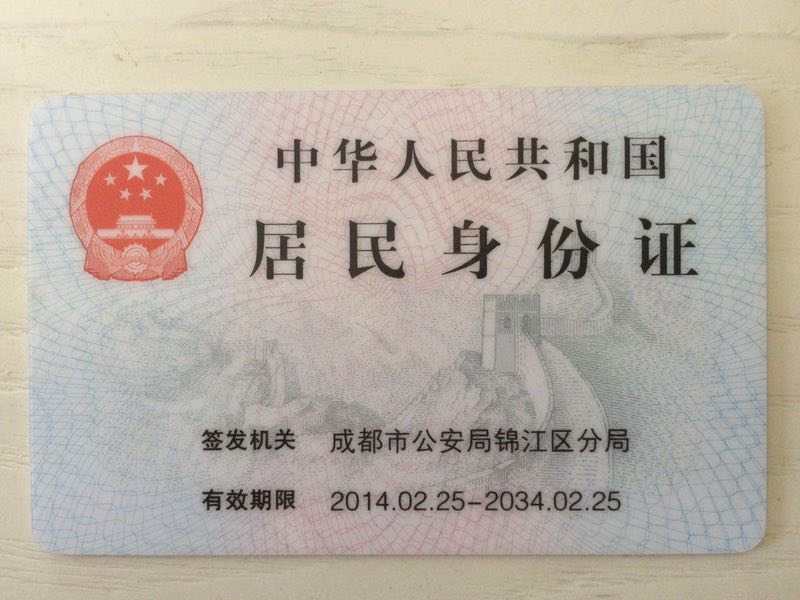 中华人民共和国
居民身份证
签发机关 成都市公安局锦江区分局
有效期限 2014.02.25-2034.02.25